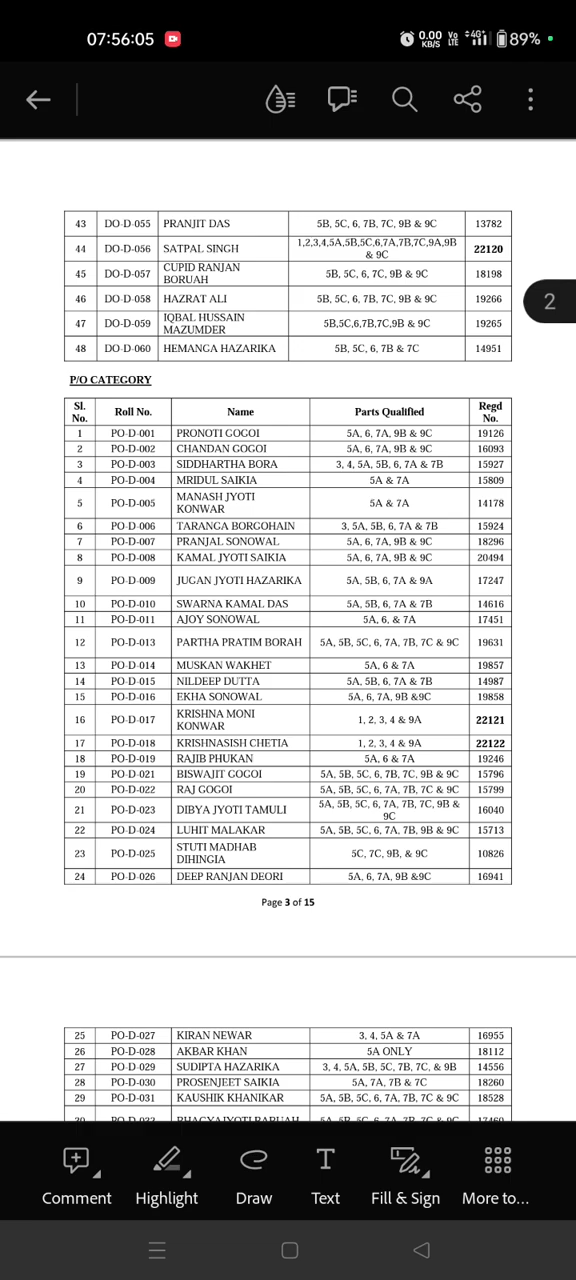 07:56:05
0.00 KB/S Vo LTE 4G 89%
2
43 DO-D-055 PRANJIT DAS 5B, 5C, 6, 7B, 7C, 9B & 9C 13782
44 DO-D-056 SATPAL SINGH 1,2,3,4,5A,5B,5C,6,7A,7B,7C,9A,9B & 9C 22120
45 DO-D-057 CUPID RANJAN BORUAH 5B, 5C, 6, 7C, 9B & 9C 18198
46 DO-D-058 HAZRAT ALI 5B, 5C, 6, 7B, 7C, 9B & 9C 19266
47 DO-D-059 IQBAL HUSSAIN MAZUMDER 5B,5C,6,7B,7C,9B & 9C 19265
48 DO-D-060 HEMANGA HAZARIKA 5B, 5C, 6, 7B & 7C 14951
P/O CATEGORY
Sl. No. Roll No. Name Parts Qualified Regd No.
1 PO-D-001 PRONOTI GOGOI 5A, 6, 7A, 9B & 9C 19126
2 PO-D-002 CHANDAN GOGOI 5A, 6, 7A, 9B & 9C 16093
3 PO-D-003 SIDDHARTHA BORA 3, 4, 5A, 5B, 6, 7A & 7B 15927
4 PO-D-004 MRIDUL SAIKIA 5A & 7A 15809
5 PO-D-005 MANASH JYOTI KONWAR 5A & 7A 14178
6 PO-D-006 TARANGA BORGOHAIN 3, 5A, 5B, 6, 7A & 7B 15924
7 PO-D-007 PRANJAL SONOWAL 5A, 6, 7A, 9B & 9C 18296
8 PO-D-008 KAMAL JYOTI SAIKIA 5A, 6, 7A, 9B & 9C 20494
9 PO-D-009 JUGAN JYOTI HAZARIKA 5A, 5B, 6, 7A & 9A 17247
10 PO-D-010 SWARNA KAMAL DAS 5A, 5B, 6, 7A & 7B 14616
11 PO-D-011 AJOY SONOWAL 5A, 6, & 7A 17451
12 PO-D-013 PARTHA PRATIM BORAH 5A, 5B, 5C, 6, 7A, 7B, 7C & 9C 19631
13 PO-D-014 MUSKAN WAKHET 5A, 6 & 7A 19857
14 PO-D-015 NILDEEP DUTTA 5A, 5B, 6, 7A & 7B 14987
15 PO-D-016 EKHA SONOWAL 5A, 6, 7A, 9B &9C 19858
16 PO-D-017 KRISHNA MONI KONWAR 1, 2, 3, 4 & 9A 22121
17 PO-D-018 KRISHNASISH CHETIA 1, 2, 3, 4 & 9A 22122
18 PO-D-019 RAJIB PHUKAN 5A, 6 & 7A 19246
19 PO-D-021 BISWAJIT GOGOI 5A, 5B, 5C, 6, 7B, 7C, 9B & 9C 15796
20 PO-D-022 RAJ GOGOI 5A, 5B, 5C, 6, 7A, 7B, 7C & 9C 15799
21 PO-D-023 DIBYA JYOTI TAMULI 5A, 5B, 5C, 6, 7A, 7B, 7C, 9B & 9C 16040
22 PO-D-024 LUHIT MALAKAR 5A, 5B, 5C, 6, 7A, 7B, 9B & 9C 15713
23 PO-D-025 STUTI MADHAB DIHINGIA 5C, 7C, 9B, & 9C 10826
24 PO-D-026 DEEP RANJAN DEORI 5A, 6, 7A, 9B &9C 16941
Page 3 of 15
25 PO-D-027 KIRAN NEWAR 3, 4, 5A & 7A 16955
26 PO-D-028 AKBAR KHAN 5A ONLY 18112
27 PO-D-029 SUDIPTA HAZARIKA 3, 4, 5A, 5B, 5C, 7B, 7C, & 9B 14556
28 PO-D-030 PROSENJEET SAIKIA 5A, 7A, 7B & 7C 18260
29 PO-D-031 KAUSHIK KHANIKAR 5A, 5B, 5C, 6, 7A, 7B, 7C & 9C 18528
Comment Highlight Draw Text Fill & Sign More to...